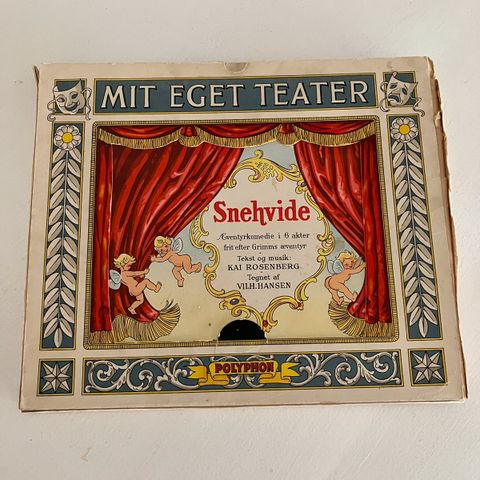 MIT EGET TEATER
Snehvide
Æventyrkomedie i 6 akter
frit efter Grimms æventyr
Tekst og musik:
KAI ROSENBERG
Tegnet af
VILH. HANSEN
POLYPHON